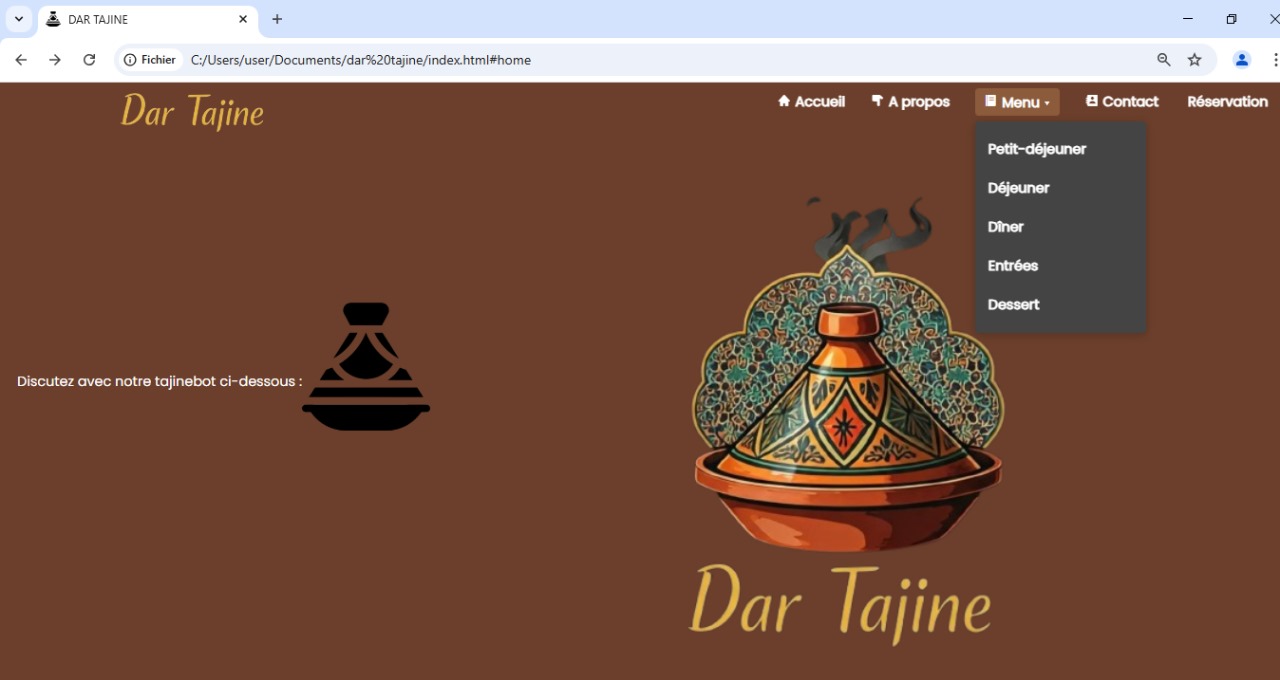 DAR TAJINE
Fichier
C:/Users/user/Documents/dar%20tajine/index.html#home
Dar Tajine
Accueil
A propos
Menu
Contact
Réservation
Petit-déjeuner
Déjeuner
Dîner
Entrées
Dessert
Discutez avec notre tajinebot ci-dessous :
Dar Tajine